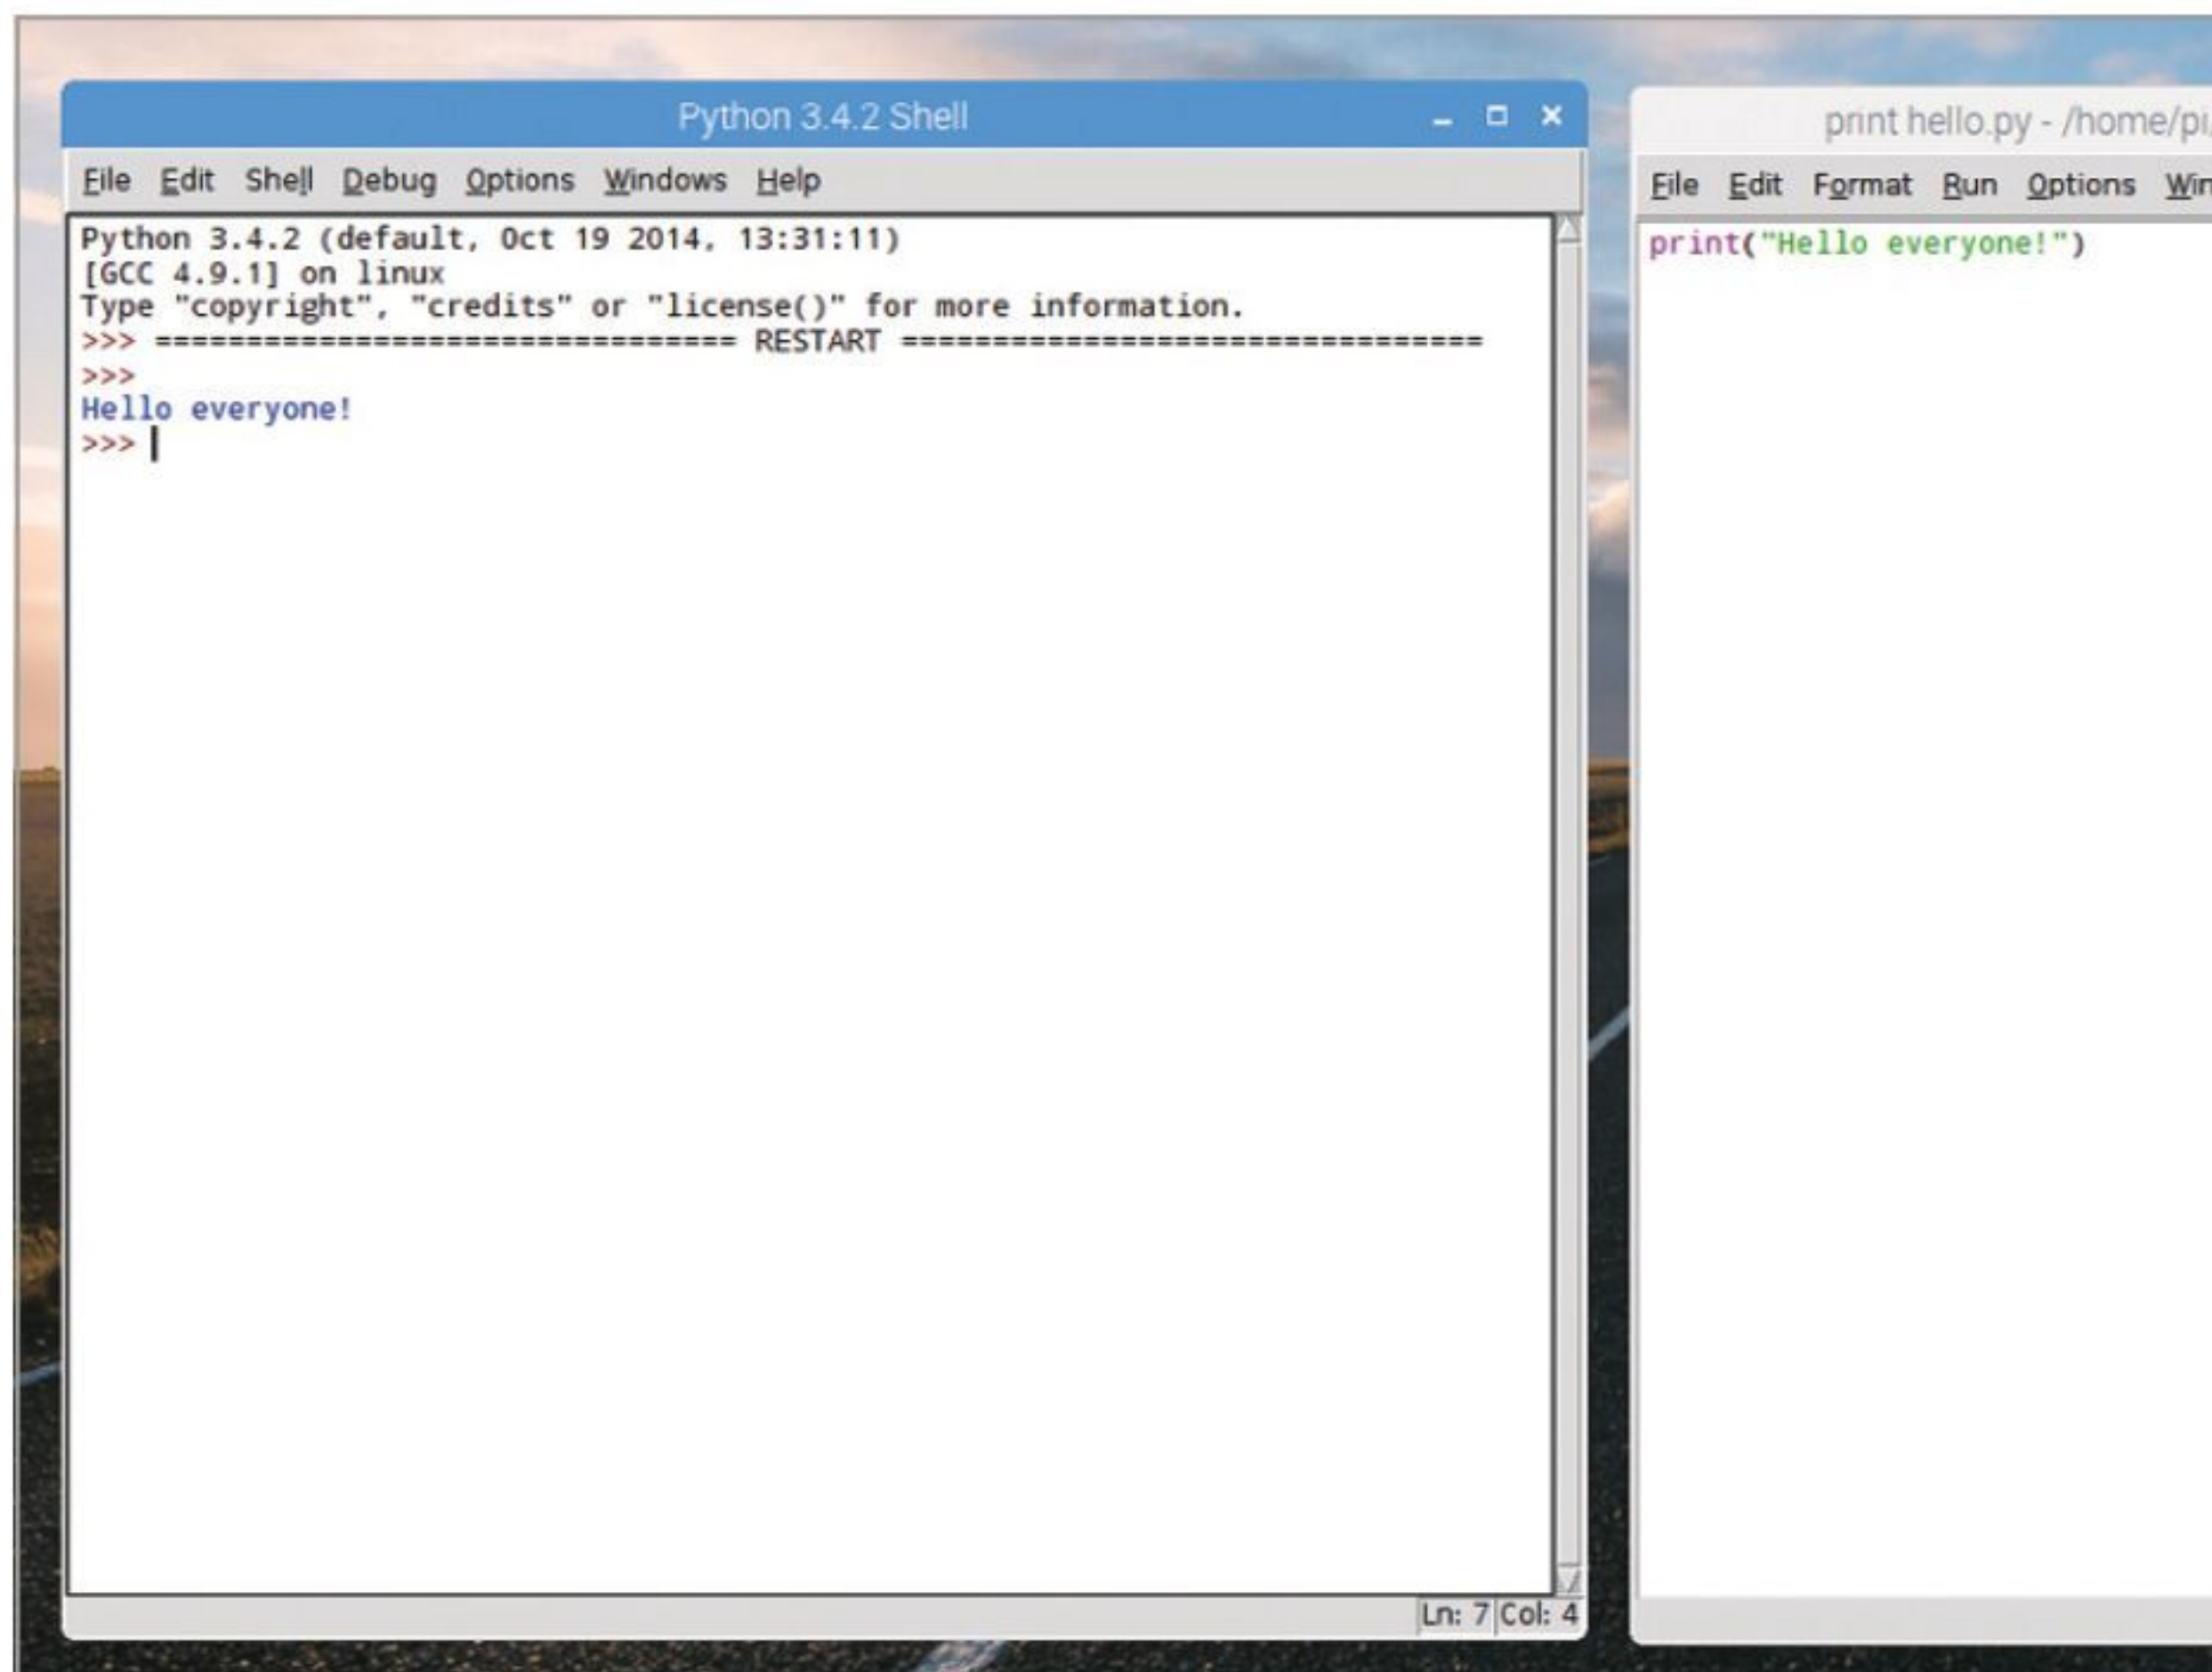 Python 3.4.2 Shell
File Edit Shell Debug Options Windows Help
Python 3.4.2 (default, Oct 19 2014, 13:31:11)
[GCC 4.9.1] on linux
Type "copyright", "credits" or "license()" for more information.
>>> ================================ RESTART ================================
>>>
Hello everyone!
>>>
Ln: 7 Col: 4
print hello.py - /home/pi/
File Edit Format Run Options Win
print("Hello everyone!")